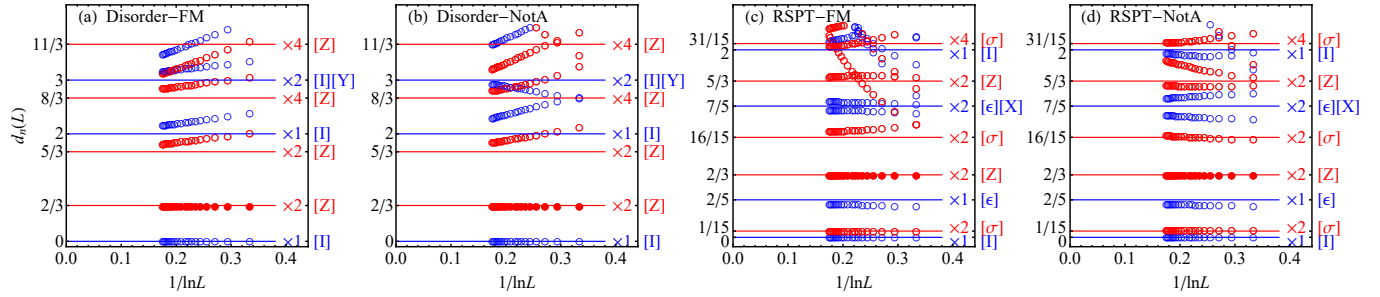 (a) Disorder−FM
d_n(L)
11/3
3
8/3
2
5/3
2/3
0
×4 [Z]
×2 [I][Y]
×4 [Z]
×1 [I]
×2 [Z]
×2 [Z]
×1 [I]
0.0 0.1 0.2 0.3 0.4
1/lnL
(b) Disorder−NotA
11/3
3
8/3
2
5/3
2/3
0
×4 [Z]
×2 [I][Y]
×4 [Z]
×1 [I]
×2 [Z]
×2 [Z]
×1 [I]
0.0 0.1 0.2 0.3 0.4
1/lnL
(c) RSPT−FM
31/15
2
5/3
7/5
16/15
2/3
2/5
1/15
×4 [σ]
×1 [I]
×2 [Z]
×2 [ϵ][X]
×2 [σ]
×2 [Z]
×1 [ϵ]
×2 [σ]
×1 [I]
0.0 0.1 0.2 0.3 0.4
1/lnL
(d) RSPT−NotA
31/15
2
5/3
7/5
16/15
2/3
2/5
1/15
×4 [σ]
×1 [I]
×2 [Z]
×2 [ϵ][X]
×2 [σ]
×2 [Z]
×1 [ϵ]
×2 [σ]
×1 [I]
0.0 0.1 0.2 0.3 0.4
1/lnL